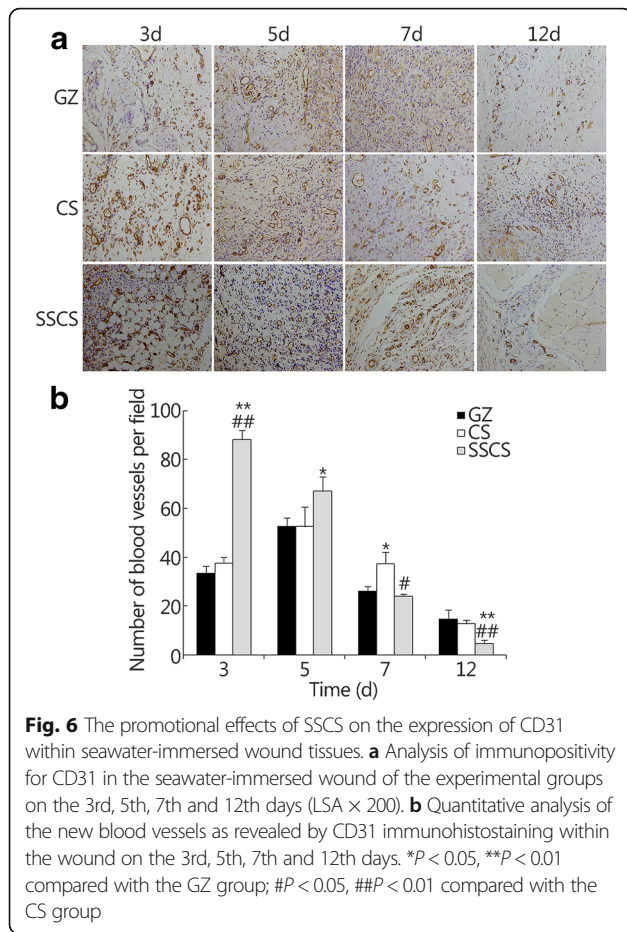 a
3d 5d 7d 12d
GZ
CS
SSCS
b
Number of blood vessels per field
100
80
60
40
20
0
**
##
*
*
#
**
##
GZ
CS
SSCS
3 5 7 12
Time (d)
Fig. 6 The promotional effects of SSCS on the expression of CD31
within seawater-immersed wound tissues. a Analysis of immunopositivity
for CD31 in the seawater-immersed wound of the experimental groups
on the 3rd, 5th, 7th and 12th days (LSA × 200). b Quantitative analysis of
the new blood vessels as revealed by CD31 immunohistostaining within
the wound on the 3rd, 5th, 7th and 12th days. *P < 0.05, **P < 0.01
compared with the GZ group; #P < 0.05, ##P < 0.01 compared with the
CS group